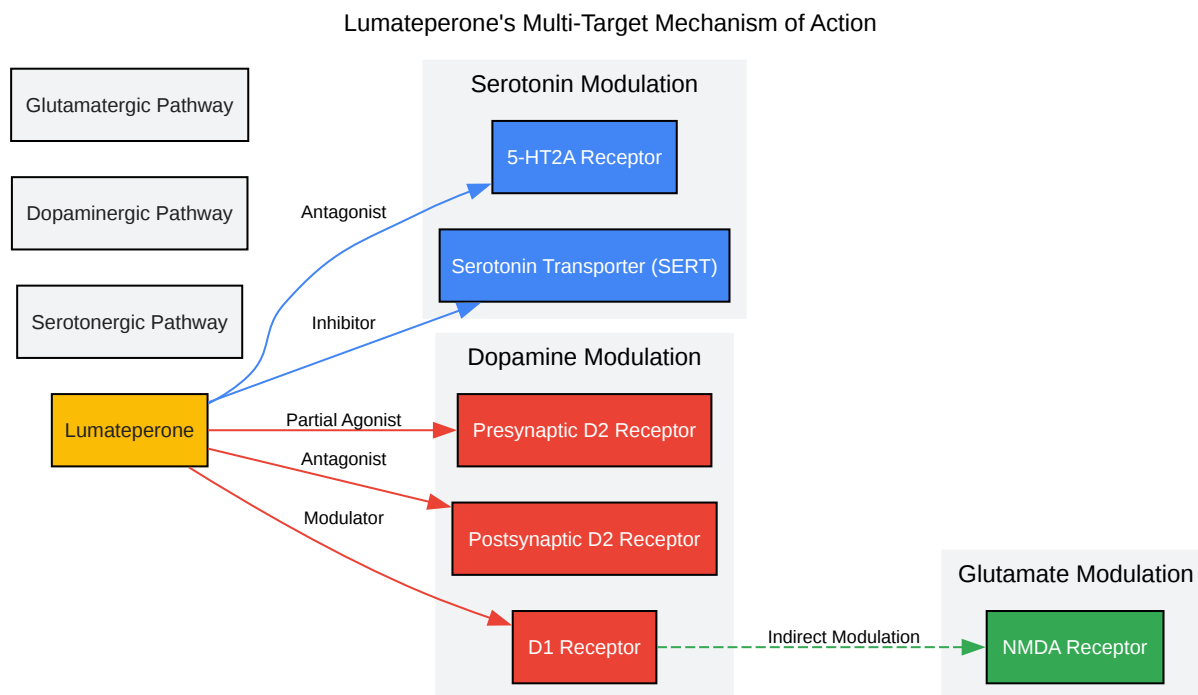 Lumateperone's Multi-Target Mechanism of Action
Glutamatergic Pathway
Dopaminergic Pathway
Serotonergic Pathway
Lumateperone
Antagonist
Inhibitor
Partial Agonist
Antagonist
Modulator
Serotonin Modulation
5-HT2A Receptor
Serotonin Transporter (SERT)
Dopamine Modulation
Presynaptic D2 Receptor
Postsynaptic D2 Receptor
D1 Receptor
Indirect Modulation
Glutamate Modulation
NMDA Receptor